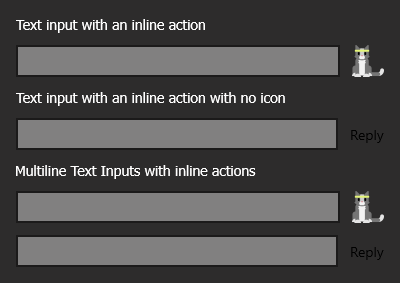 Text input with an inline action
Text input with an inline action with no icon
Reply
Multiline Text Inputs with inline actions
Reply